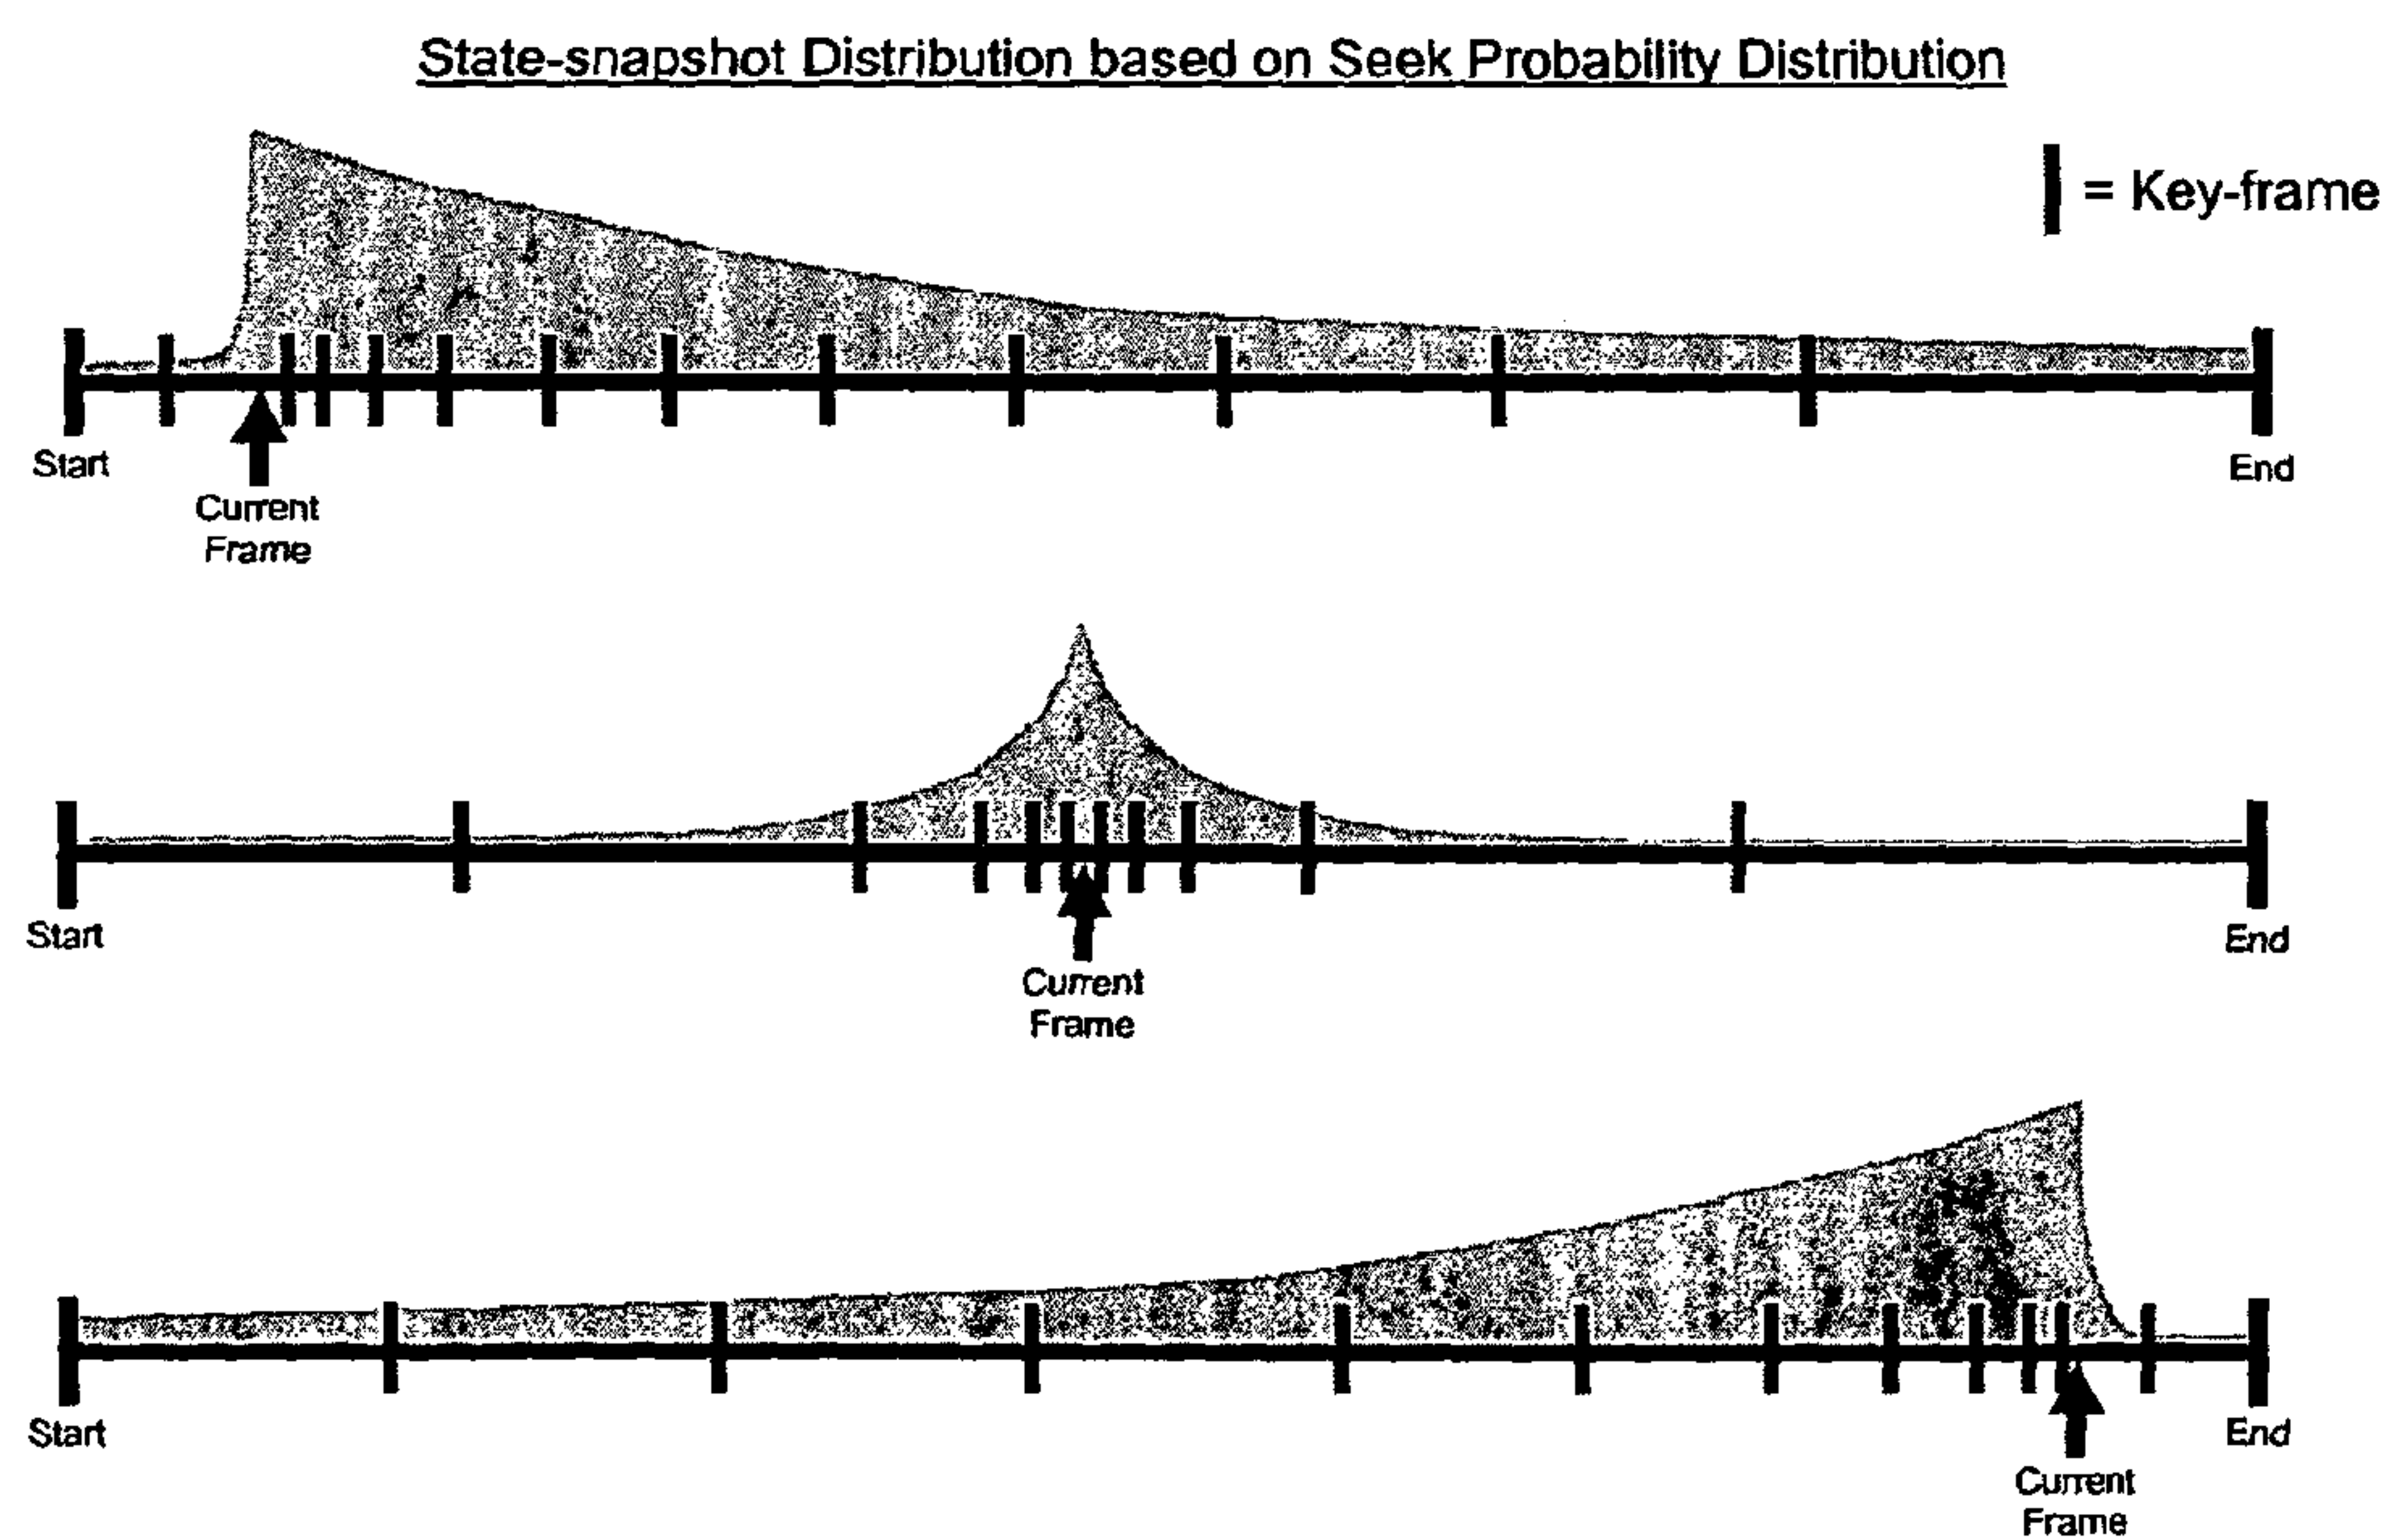 State-snapshot Distribution based on Seek Probability Distribution
= Key-frame
Start
End
Current
Frame
Start
End
Current
Frame
Start
End
Current
Frame